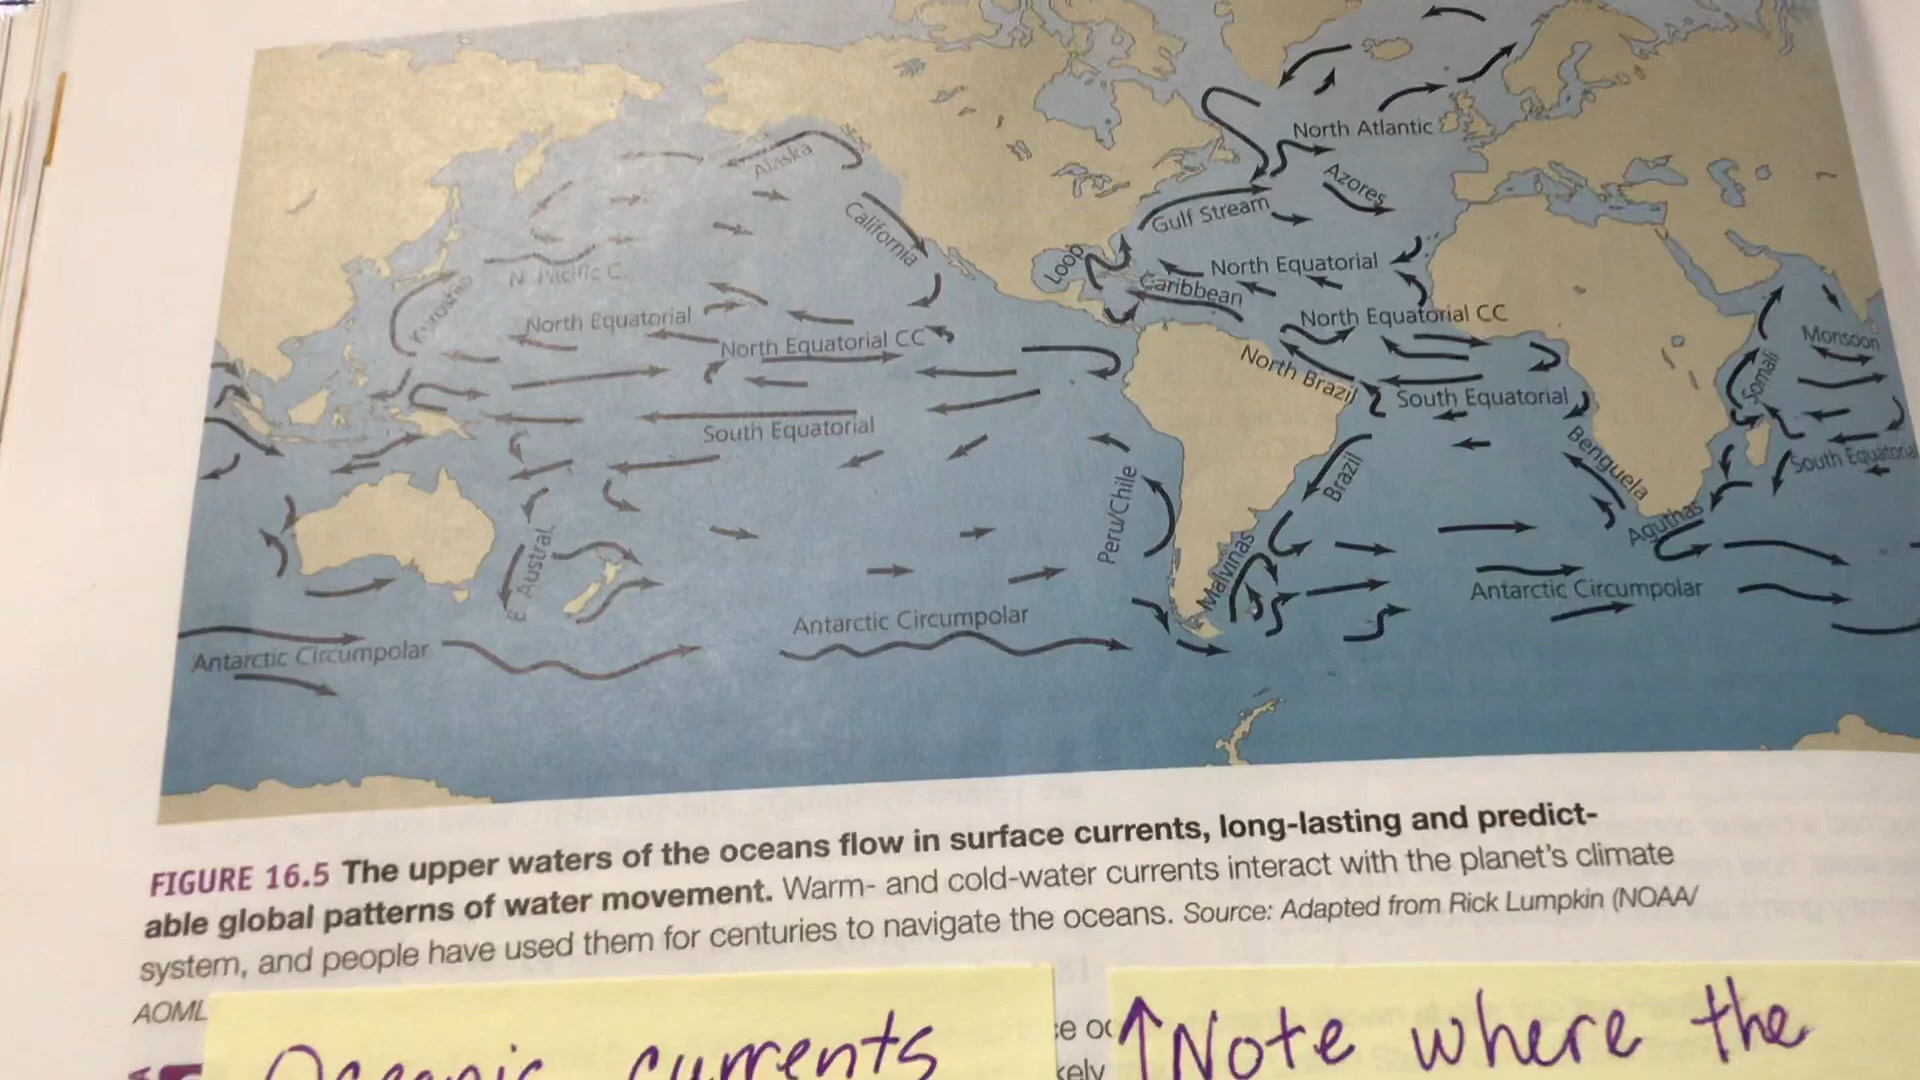 North Atlantic
Alaska
Azores
California
Gulf Stream
Loop
North Equatorial
Caribbean
N. Pacific C.
Kuroshio
North Equatorial
North Equatorial CC
North Equatorial CC
Monsoon
North Brazil
Somali
South Equatorial
South Equatorial
Benguela
South Equatorial
Brazil
Peru/Chile
Aguthas
E. Austral.
Malvinas
Antarctic Circumpolar
Antarctic Circumpolar
Antarctic Circumpolar
FIGURE 16.5 The upper waters of the oceans flow in surface currents, long-lasting and predict-
able global patterns of water movement. Warm- and cold-water currents interact with the planet's climate
system, and people have used them for centuries to navigate the oceans. Source: Adapted from Rick Lumpkin (NOAA/
AOML
Oceanic currents
↑ Note where the